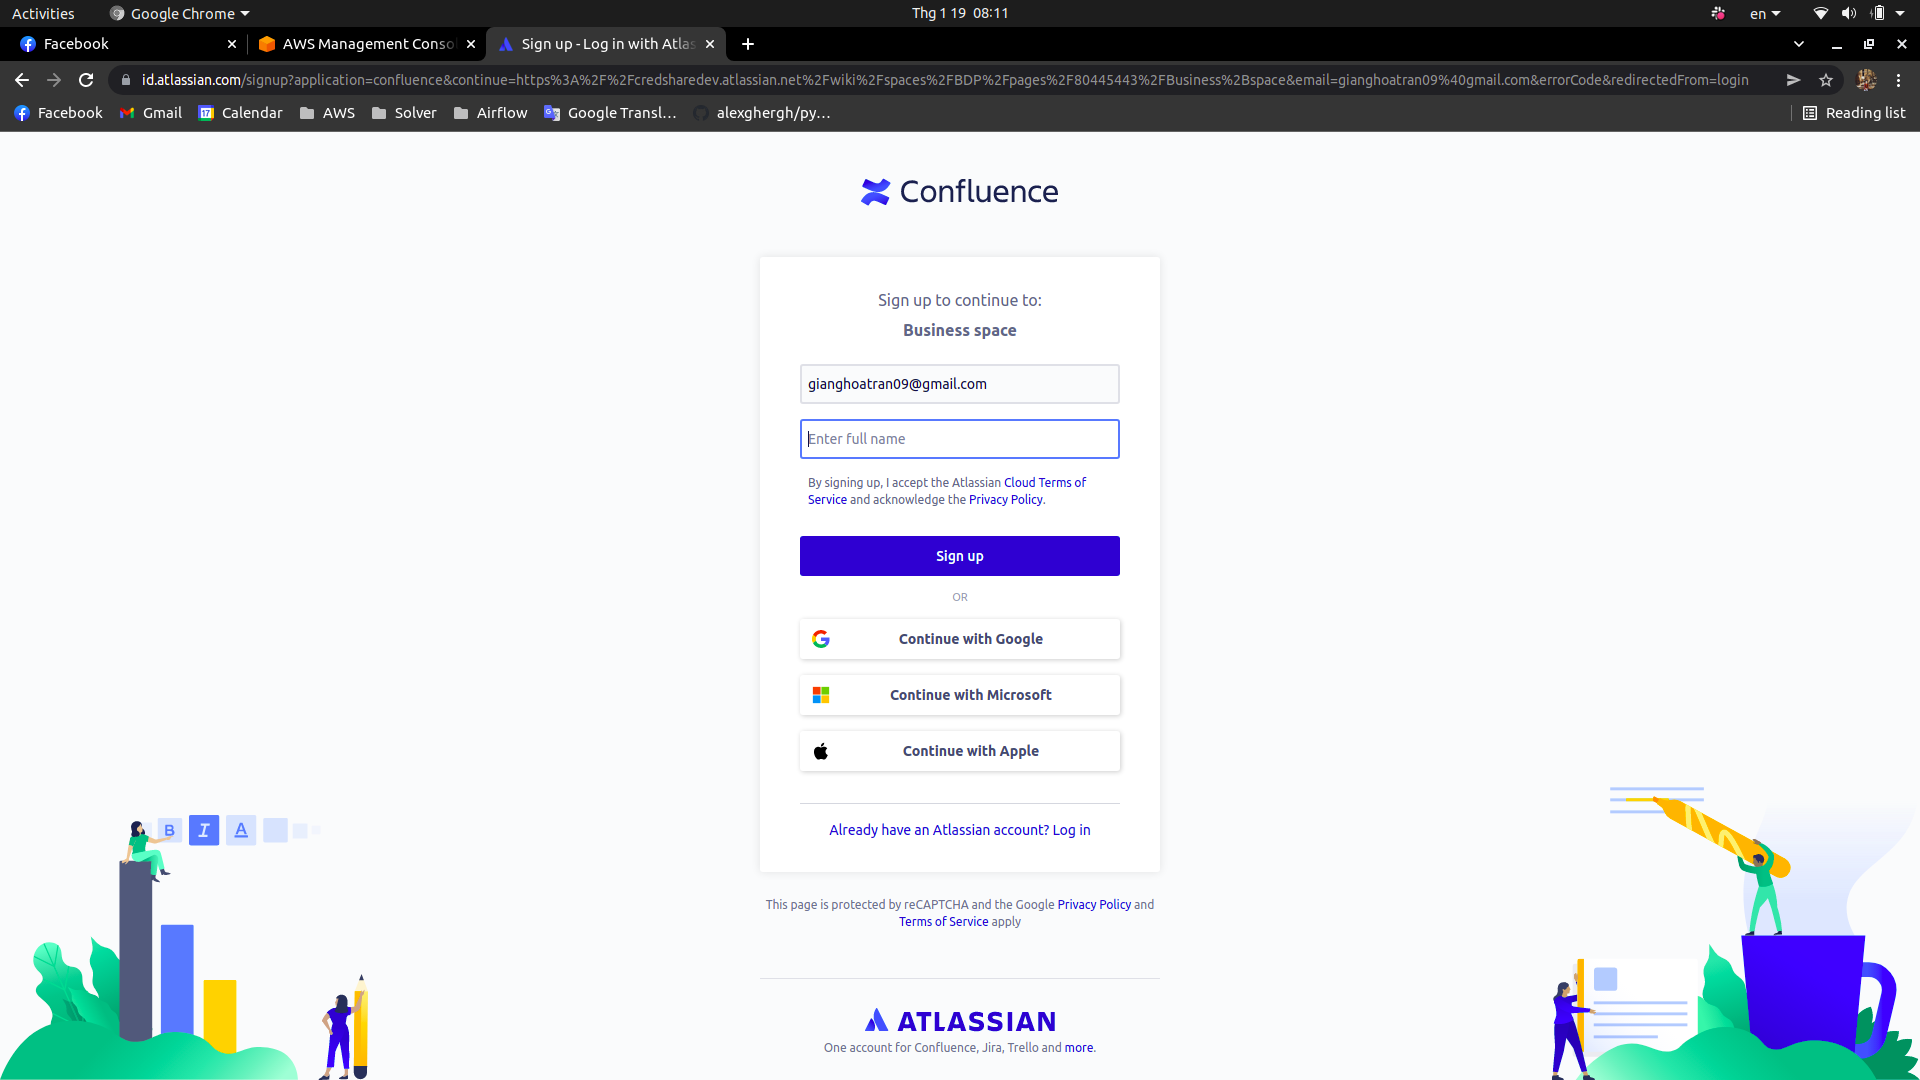 Activities
Google Chrome
Thg 1 19 08:11
en
Facebook
AWS Management Conso
Sign up - Log in with Atlas
id.atlassian.com/signup?application=confluence&continue=https%3A%2F%2Fcredsharedev.atlassian.net%2Fwiki%2Fspaces%2FBDP%2Fpages%2F80445443%2FBusiness%2Bspace&email=gianghoatran09%40gmail.com&errorCode&redirectedFrom=login
Facebook
Gmail
17
Calendar
AWS
Solver
Airflow
Google Transl...
alexghergh/py...
Reading list
Confluence
Sign up to continue to:
Business space
gianghoatran09@gmail.com
Enter full name
By signing up, I accept the Atlassian Cloud Terms of
Service and acknowledge the Privacy Policy.
Sign up
OR
Continue with Google
Continue with Microsoft
Continue with Apple
Already have an Atlassian account? Log in
B I A
This page is protected by reCAPTCHA and the Google Privacy Policy and
Terms of Service apply
ATLASSIAN
One account for Confluence, Jira, Trello and more.